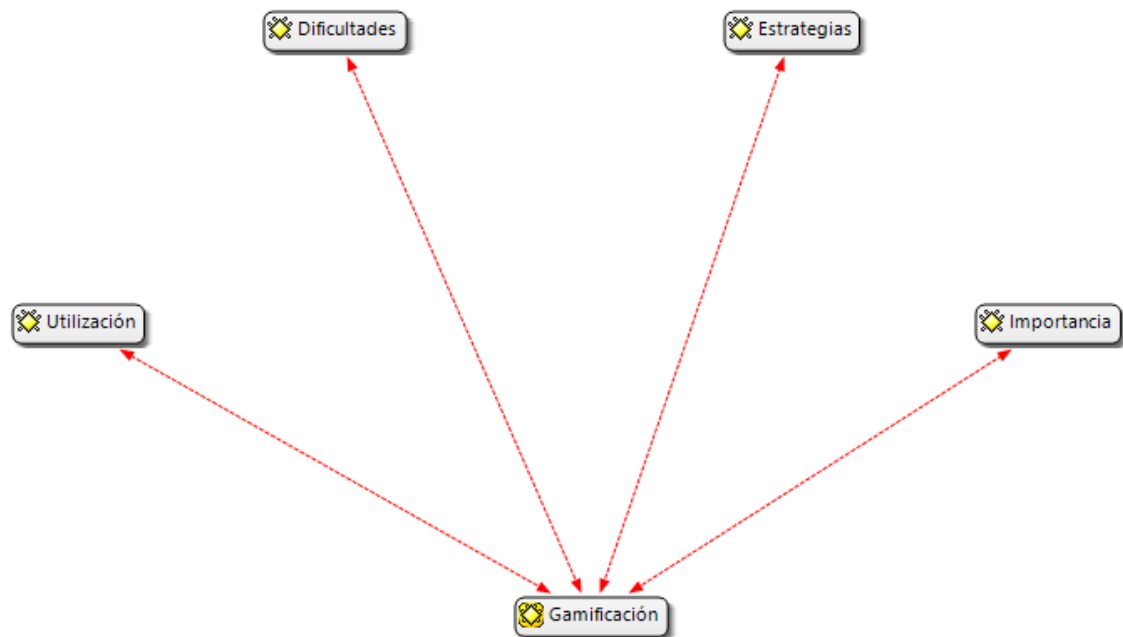 Dificultades
Estrategias
Utilización
Importancia
Gamificación